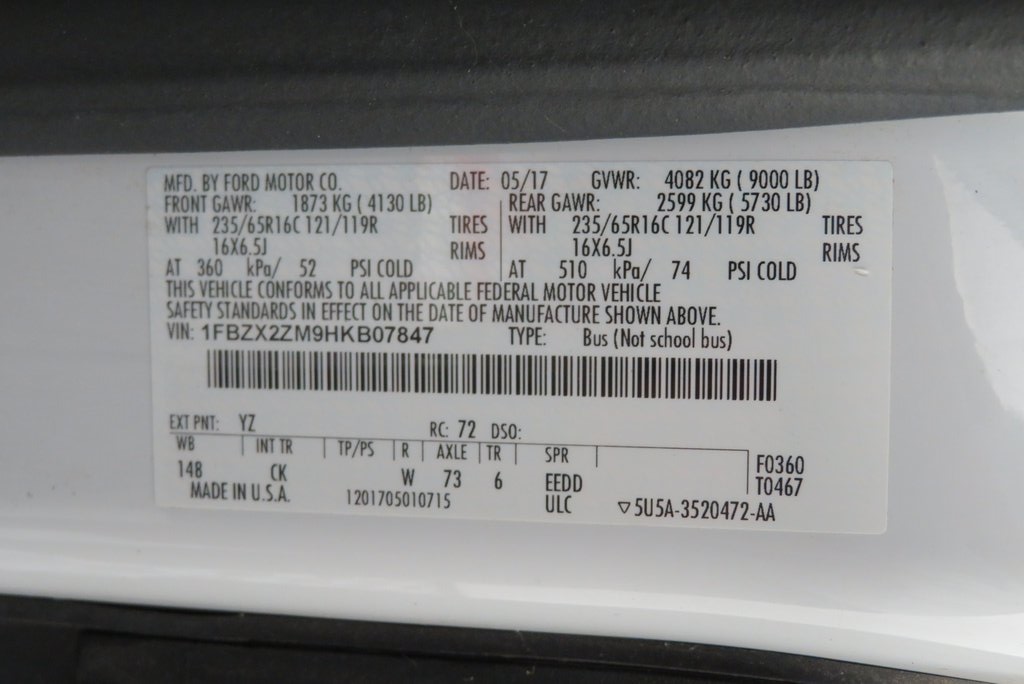 MFD. BY FORD MOTOR CO. DATE: 05/17 GVWR: 4082 KG ( 9000 LB)
FRONT GAWR: 1873 KG ( 4130 LB) REAR GAWR: 2599 KG ( 5730 LB)
WITH 235/65R16C 121/119R TIRES WITH 235/65R16C 121/119R TIRES
16X6.5J RIMS 16X6.5J RIMS
AT 360 kPa/ 52 PSI COLD AT 510 kPa/ 74 PSI COLD
THIS VEHICLE CONFORMS TO ALL APPLICABLE FEDERAL MOTOR VEHICLE
SAFETY STANDARDS IN EFFECT ON THE DATE OF MANUFACTURE SHOWN ABOVE.
VIN: 1FBZX2ZM9HKB07847 TYPE: Bus (Not school bus)
EXT PNT: YZ RC: 72 DSO:
WB INT TR TP/PS R AXLE TR SPR
148 CK W 73 6 EEDD F0360
T0467
MADE IN U.S.A. 1201705010715 ULC ▽5U5A-3520472-AA